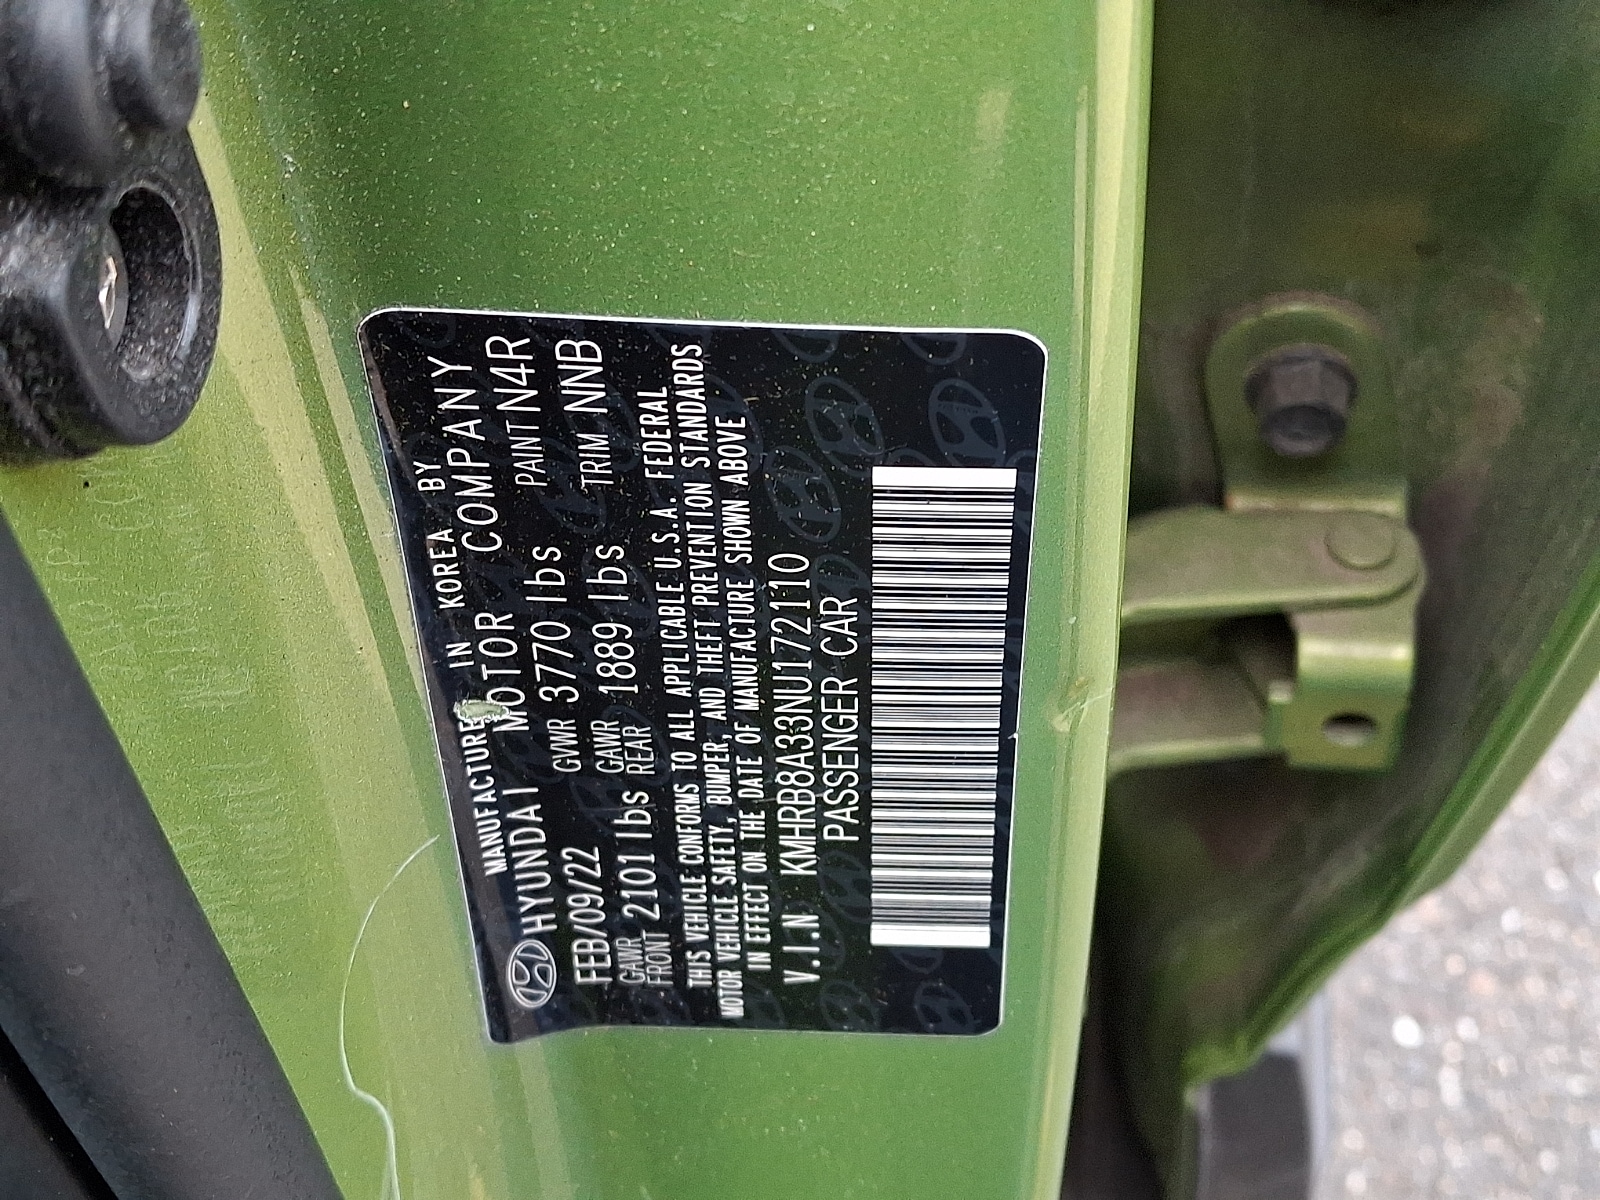 MANUFACTURED IN KOREA BY
HYUNDAI MOTOR COMPANY
FEB/09/22 GVWR 3770 lbs PAINT N4R
GAWR FRONT 2101 lbs GAWR REAR 1889 lbs TRIM NNB
THIS VEHICLE CONFORMS TO ALL APPLICABLE U.S.A. FEDERAL
MOTOR VEHICLE SAFETY, BUMPER, AND THEFT PREVENTION STANDARDS
IN EFFECT ON THE DATE OF MANUFACTURE SHOWN ABOVE
V.I.N KMHRB8A33NU172110
PASSENGER CAR